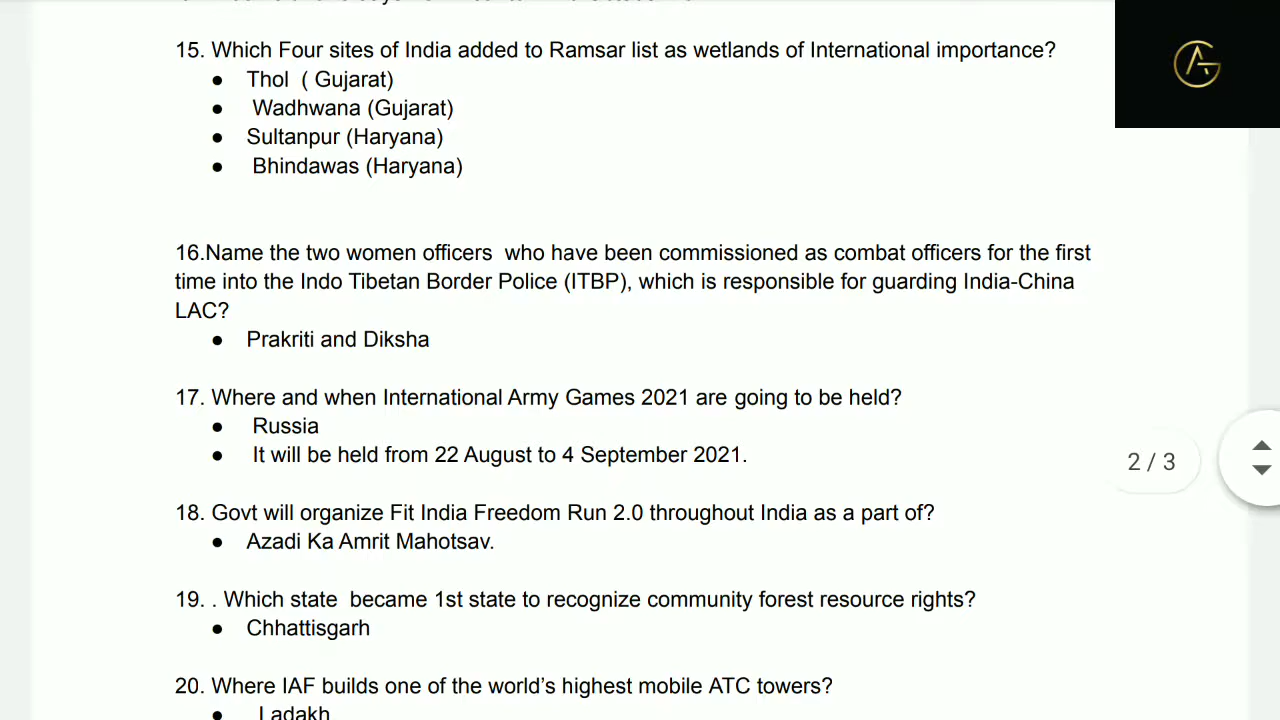 15. Which Four sites of India added to Ramsar list as wetlands of International importance?
● Thol ( Gujarat)
● Wadhwana (Gujarat)
● Sultanpur (Haryana)
● Bhindawas (Haryana)
16.Name the two women officers who have been commissioned as combat officers for the first
time into the Indo Tibetan Border Police (ITBP), which is responsible for guarding India-China
LAC?
● Prakriti and Diksha
17. Where and when International Army Games 2021 are going to be held?
● Russia
● It will be held from 22 August to 4 September 2021.
2 / 3
18. Govt will organize Fit India Freedom Run 2.0 throughout India as a part of?
● Azadi Ka Amrit Mahotsav.
19. . Which state became 1st state to recognize community forest resource rights?
● Chhattisgarh
20. Where IAF builds one of the world's highest mobile ATC towers?
● Ladakh